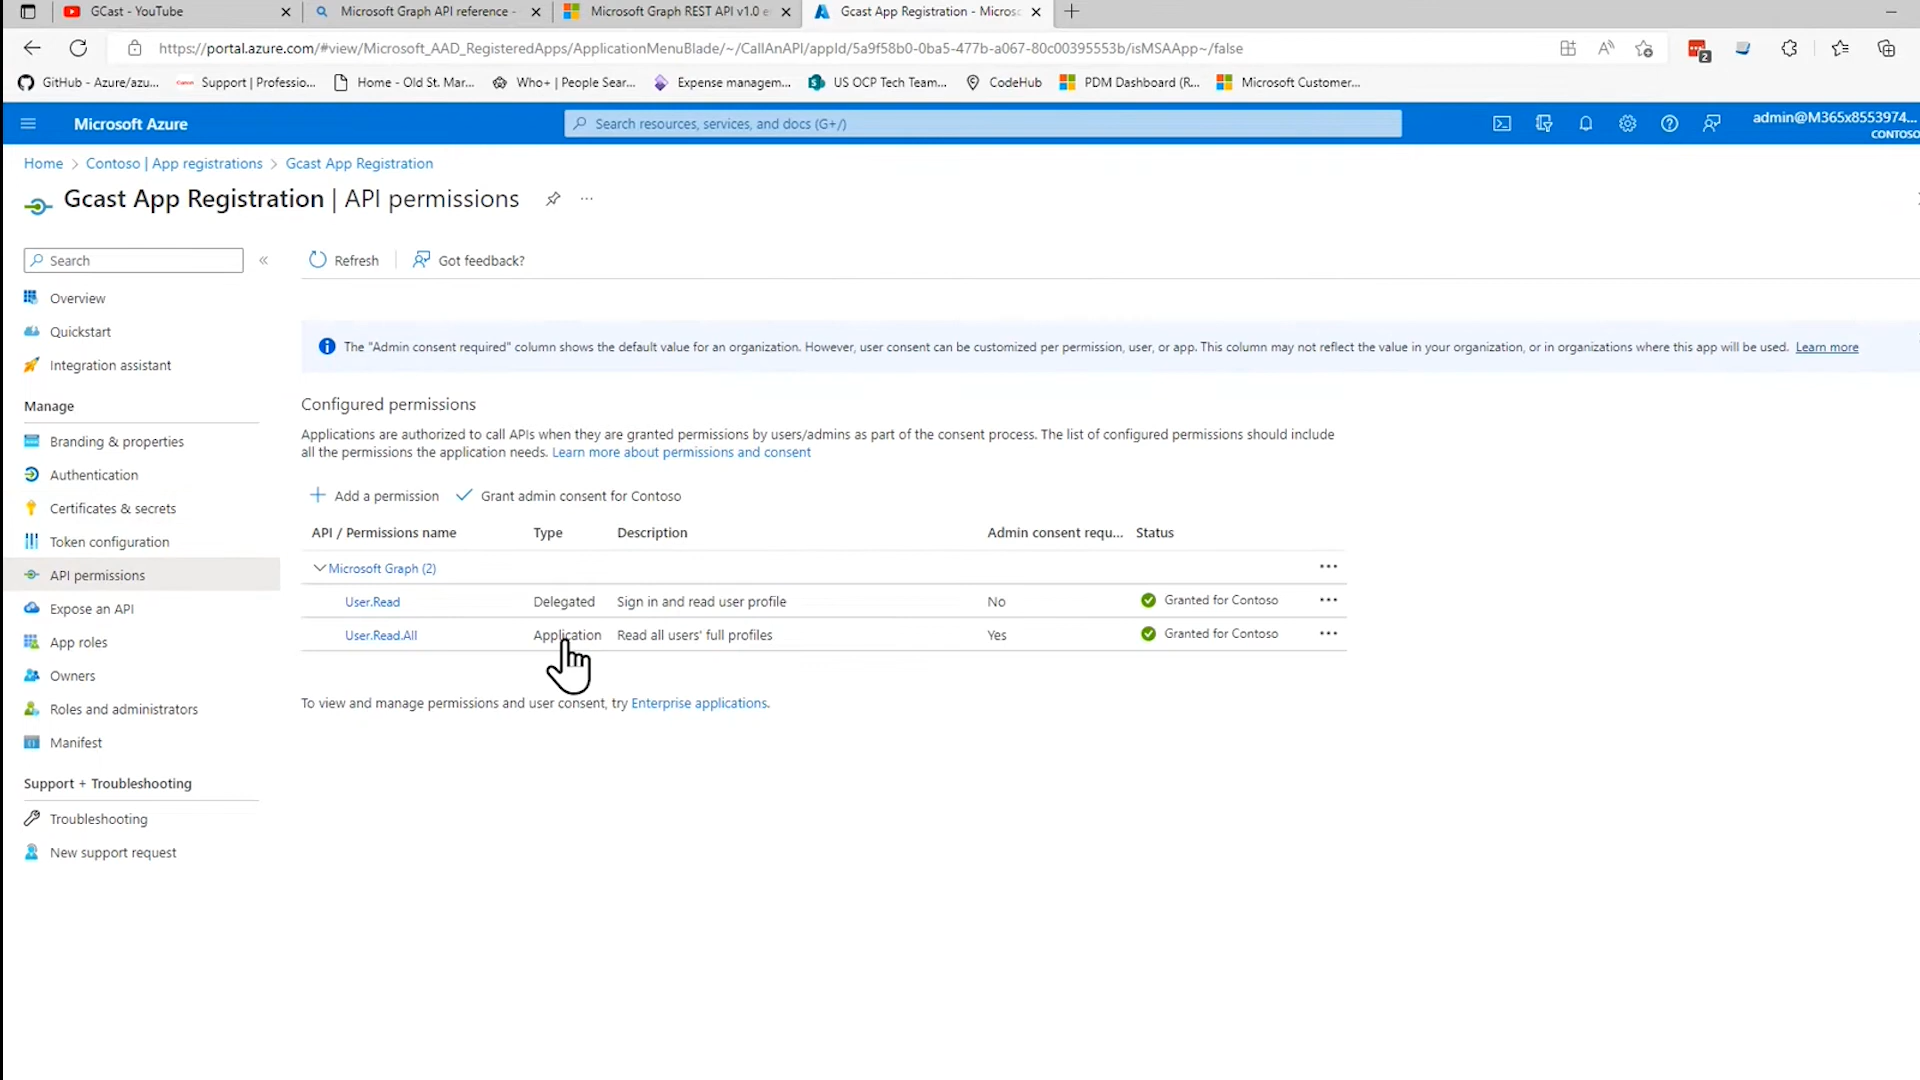 GCast - YouTube
Microsoft Graph API reference -
Microsoft Graph REST API v1.0 e
Gcast App Registration - Micros
https://portal.azure.com/#view/Microsoft_AAD_RegisteredApps/ApplicationMenuBlade/~/CallAnAPI/appId/5a9f58b0-0ba5-477b-a067-80c00395553b/isMSAApp~/false
2
GitHub - Azure/azu...
Support | Professio...
Home - Old St. Mar...
Who+ | People Sear...
Expense managem...
US OCP Tech Team...
CodeHub
PDM Dashboard (R...
Microsoft Customer...
Microsoft Azure
Search resources, services, and docs (G+/)
admin@M365x8553974...
CONTOSO
Home > Contoso | App registrations > Gcast App Registration
Gcast App Registration | API permissions
Search
Refresh
Got feedback?
Overview
Quickstart
Integration assistant
Manage
Branding & properties
Authentication
Certificates & secrets
Token configuration
API permissions
Expose an API
App roles
Owners
Roles and administrators
Manifest
Support + Troubleshooting
Troubleshooting
New support request
The "Admin consent required" column shows the default value for an organization. However, user consent can be customized per permission, user, or app. This column may not reflect the value in your organization, or in organizations where this app will be used. Learn more
Configured permissions
Applications are authorized to call APIs when they are granted permissions by users/admins as part of the consent process. The list of configured permissions should include
all the permissions the application needs. Learn more about permissions and consent
Add a permission
Grant admin consent for Contoso
API / Permissions name Type Description Admin consent requ... Status
Microsoft Graph (2)
User.Read Delegated Sign in and read user profile No Granted for Contoso
User.Read.All Application Read all users' full profiles Yes Granted for Contoso
To view and manage permissions and user consent, try Enterprise applications.